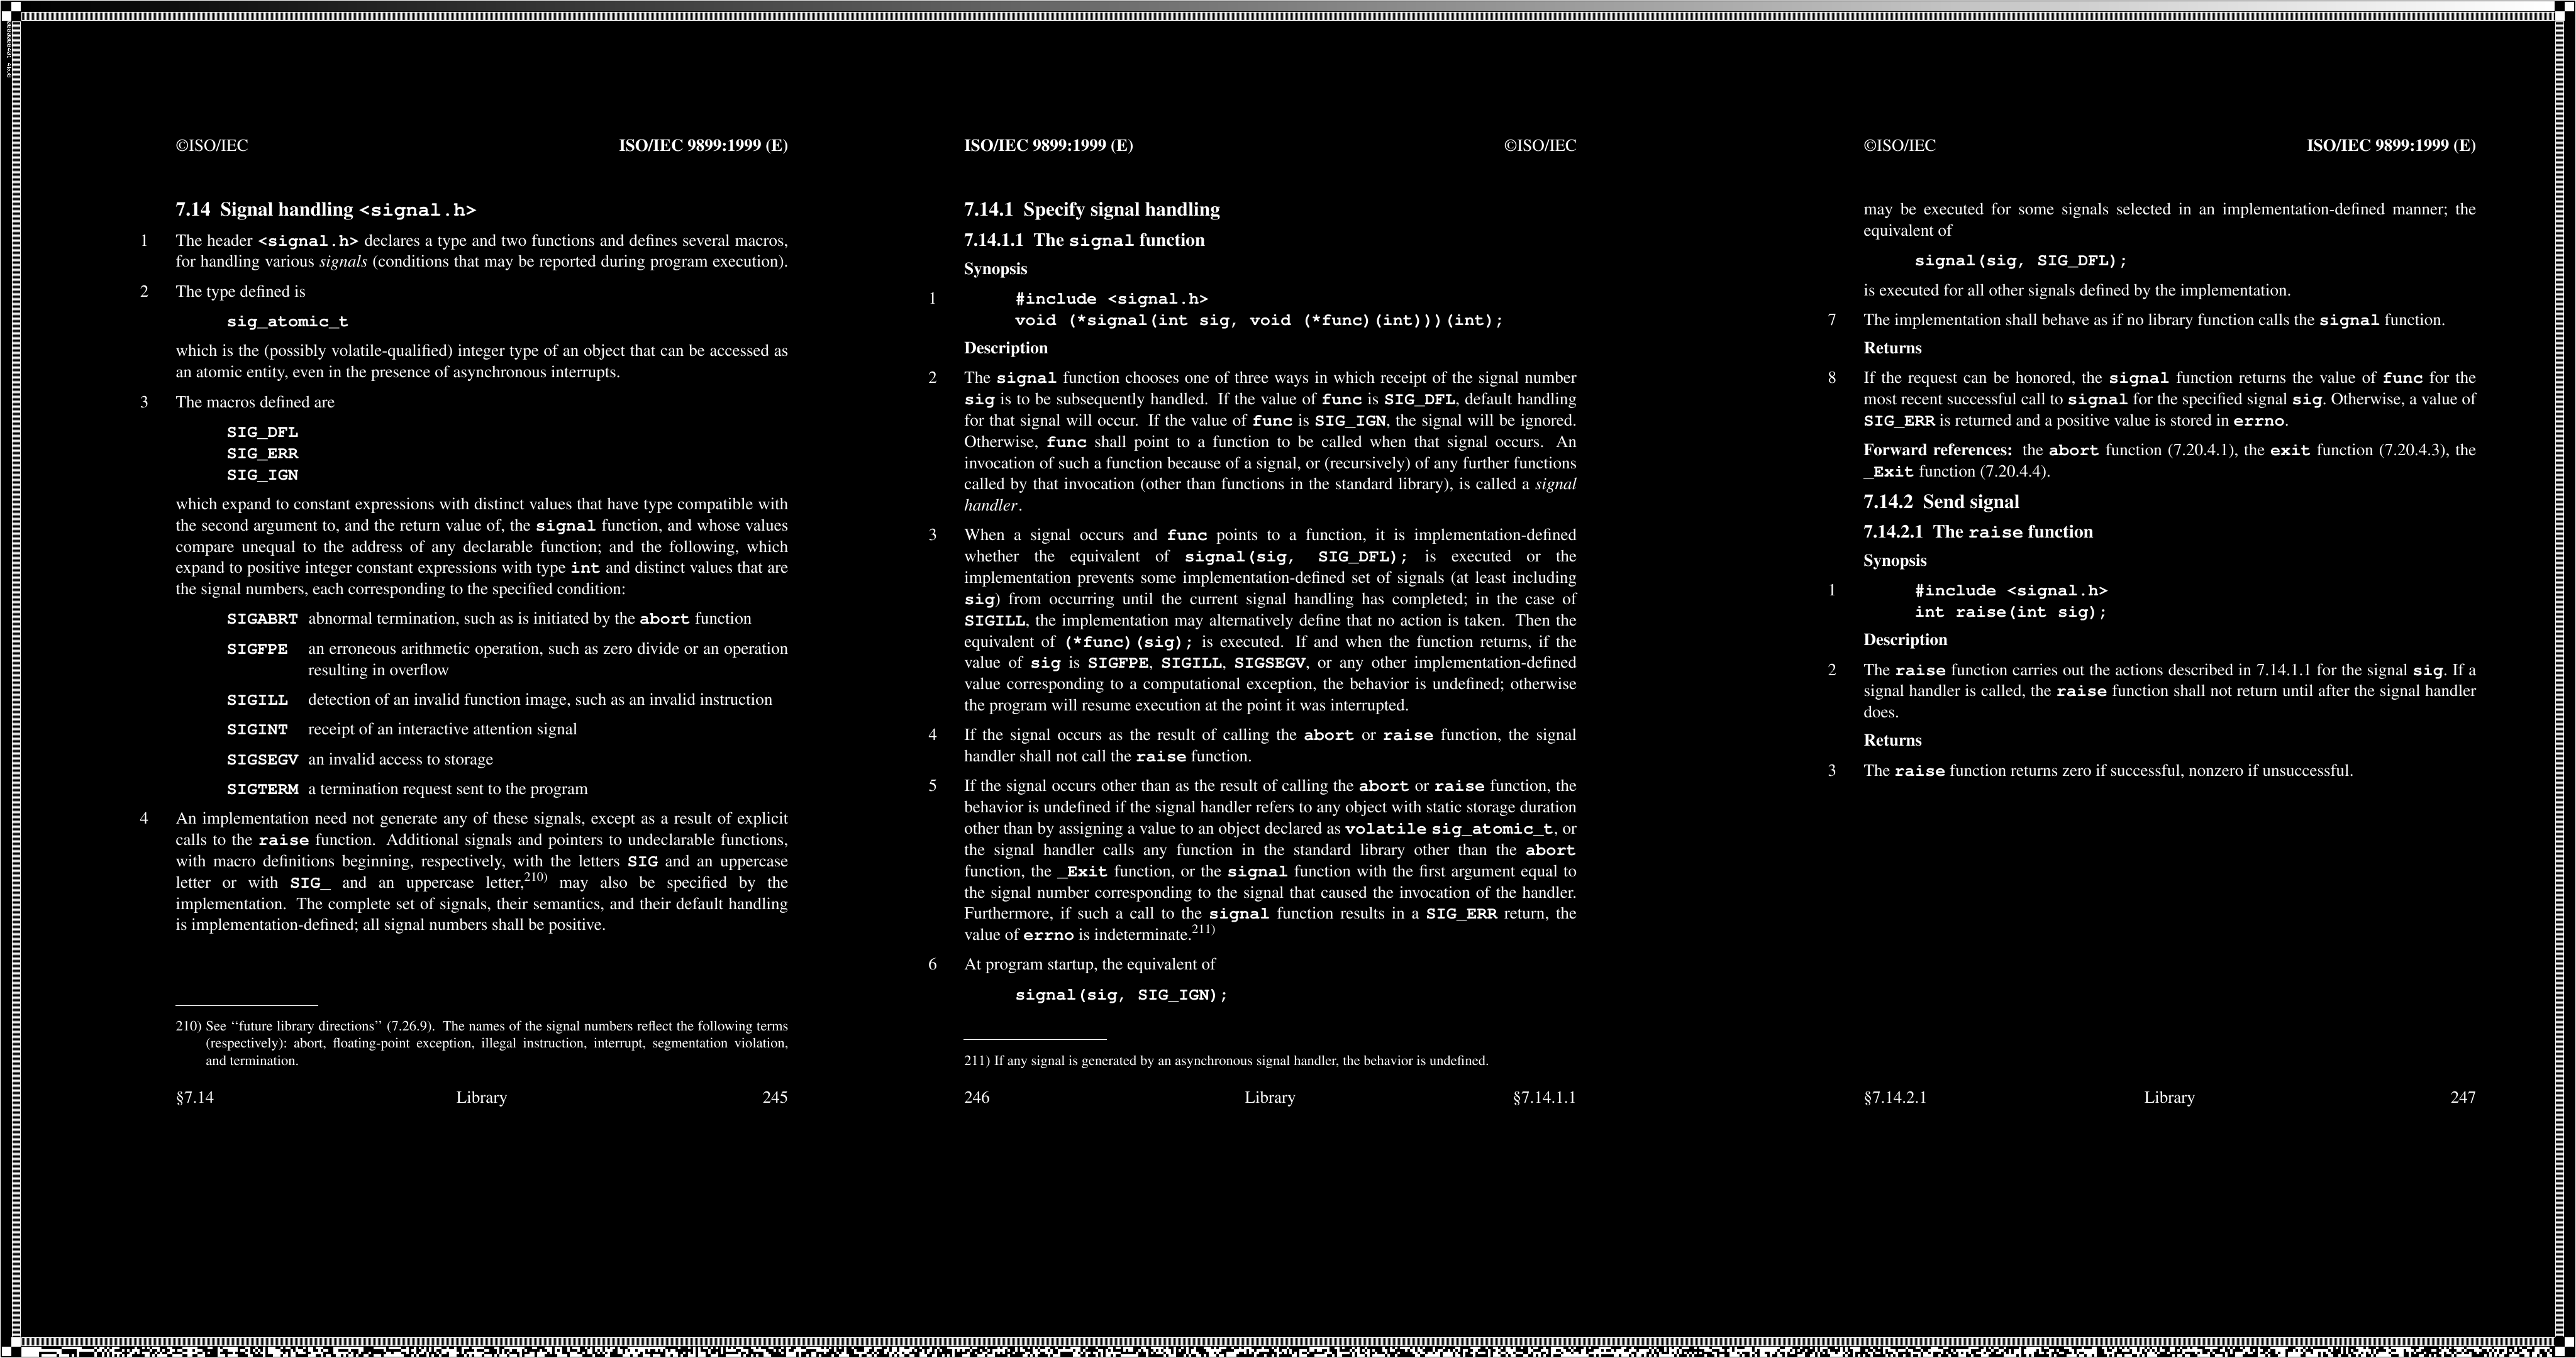 ©ISO/IEC ISO/IEC 9899:1999 (E)
7.14 Signal handling <signal.h>
1 The header <signal.h> declares a type and two functions and defines several macros,
for handling various signals (conditions that may be reported during program execution).
2 The type defined is
sig_atomic_t
which is the (possibly volatile-qualified) integer type of an object that can be accessed as
an atomic entity, even in the presence of asynchronous interrupts.
3 The macros defined are
SIG_DFL
SIG_ERR
SIG_IGN
which expand to constant expressions with distinct values that have type compatible with
the second argument to, and the return value of, the signal function, and whose values
compare unequal to the address of any declarable function; and the following, which
expand to positive integer constant expressions with type int and distinct values that are
the signal numbers, each corresponding to the specified condition:
SIGABRT abnormal termination, such as is initiated by the abort function
SIGFPE an erroneous arithmetic operation, such as zero divide or an operation
resulting in overflow
SIGILL detection of an invalid function image, such as an invalid instruction
SIGINT receipt of an interactive attention signal
SIGSEGV an invalid access to storage
SIGTERM a termination request sent to the program
4 An implementation need not generate any of these signals, except as a result of explicit
calls to the raise function. Additional signals and pointers to undeclarable functions,
with macro definitions beginning, respectively, with the letters SIG and an uppercase
letter or with SIG_ and an uppercase letter,210) may also be specified by the
implementation. The complete set of signals, their semantics, and their default handling
is implementation-defined; all signal numbers shall be positive.
210) See ‘‘future library directions’’ (7.26.9). The names of the signal numbers reflect the following terms
(respectively): abort, floating-point exception, illegal instruction, interrupt, segmentation violation,
and termination.
§7.14 Library 245
ISO/IEC 9899:1999 (E) ©ISO/IEC
7.14.1 Specify signal handling
7.14.1.1 The signal function
Synopsis
1 #include <signal.h>
void (*signal(int sig, void (*func)(int)))(int);
Description
2 The signal function chooses one of three ways in which receipt of the signal number
sig is to be subsequently handled. If the value of func is SIG_DFL, default handling
for that signal will occur. If the value of func is SIG_IGN, the signal will be ignored.
Otherwise, func shall point to a function to be called when that signal occurs. An
invocation of such a function because of a signal, or (recursively) of any further functions
called by that invocation (other than functions in the standard library), is called a signal
handler.
3 When a signal occurs and func points to a function, it is implementation-defined
whether the equivalent of signal(sig, SIG_DFL); is executed or the
implementation prevents some implementation-defined set of signals (at least including
sig) from occurring until the current signal handling has completed; in the case of
SIGILL, the implementation may alternatively define that no action is taken. Then the
equivalent of (*func)(sig); is executed. If and when the function returns, if the
value of sig is SIGFPE, SIGILL, SIGSEGV, or any other implementation-defined
value corresponding to a computational exception, the behavior is undefined; otherwise
the program will resume execution at the point it was interrupted.
4 If the signal occurs as the result of calling the abort or raise function, the signal
handler shall not call the raise function.
5 If the signal occurs other than as the result of calling the abort or raise function, the
behavior is undefined if the signal handler refers to any object with static storage duration
other than by assigning a value to an object declared as volatile sig_atomic_t, or
the signal handler calls any function in the standard library other than the abort
function, the _Exit function, or the signal function with the first argument equal to
the signal number corresponding to the signal that caused the invocation of the handler.
Furthermore, if such a call to the signal function results in a SIG_ERR return, the
value of errno is indeterminate.211)
6 At program startup, the equivalent of
signal(sig, SIG_IGN);
211) If any signal is generated by an asynchronous signal handler, the behavior is undefined.
246 Library §7.14.1.1
©ISO/IEC ISO/IEC 9899:1999 (E)
may be executed for some signals selected in an implementation-defined manner; the
equivalent of
signal(sig, SIG_DFL);
is executed for all other signals defined by the implementation.
7 The implementation shall behave as if no library function calls the signal function.
Returns
8 If the request can be honored, the signal function returns the value of func for the
most recent successful call to signal for the specified signal sig. Otherwise, a value of
SIG_ERR is returned and a positive value is stored in errno.
Forward references: the abort function (7.20.4.1), the exit function (7.20.4.3), the
_Exit function (7.20.4.4).
7.14.2 Send signal
7.14.2.1 The raise function
Synopsis
1 #include <signal.h>
int raise(int sig);
Description
2 The raise function carries out the actions described in 7.14.1.1 for the signal sig. If a
signal handler is called, the raise function shall not return until after the signal handler
does.
Returns
3 The raise function returns zero if successful, nonzero if unsuccessful.
§7.14.2.1 Library 247